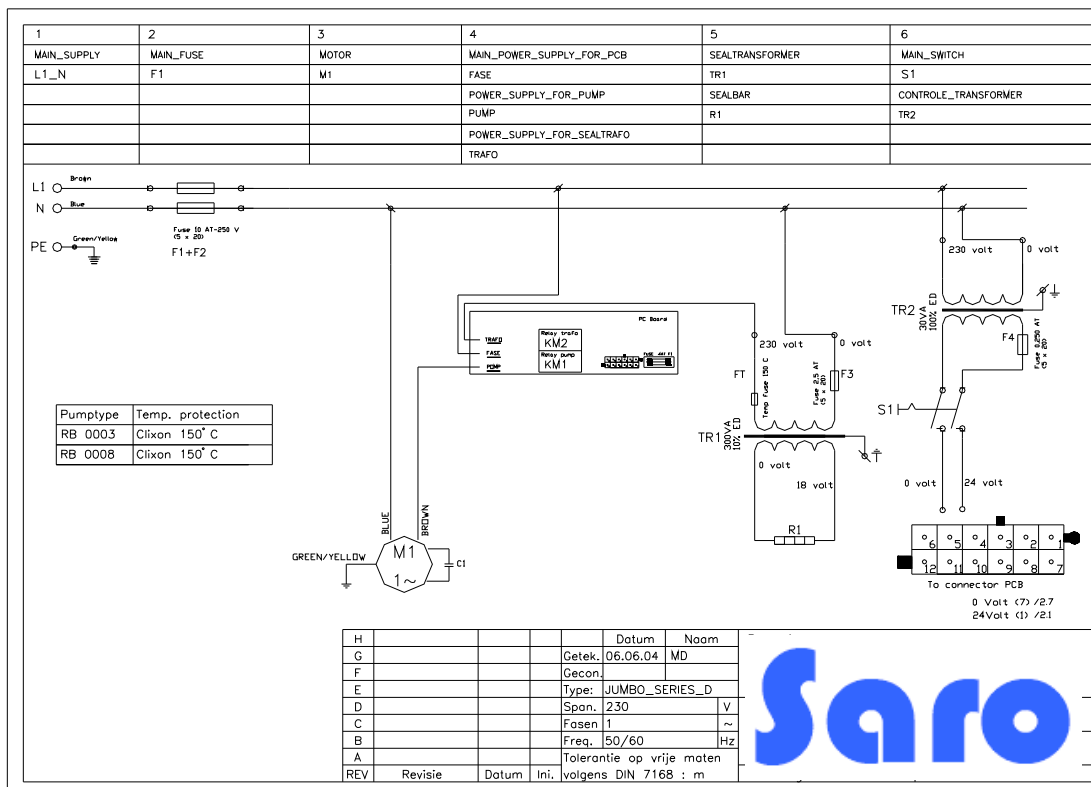 1 2 3 4 5 6
MAIN_SUPPLY MAIN_FUSE MOTOR MAIN_POWER_SUPPLY_FOR_PCB SEALTRANSFORMER MAIN_SWITCH
L1_N F1 M1 FASE TR1 S1
POWER_SUPPLY_FOR_PUMP SEALBAR CONTROLE_TRANSFORMER
PUMP R1 TR2
POWER_SUPPLY_FOR_SEALTRAFO
TRAFO
L1 Brown
N Blue
Fuse 10 AT-250 V
(5 x 20)
F1+F2
PE Green/Yellow
230 volt 0 volt
TR2
30VA
100% ED
F4
Fuse 0,250 AT
(5 x 20)
PC Board
TRAFO
FASE
POMP
Relay trafo
KM2
Relay pump
KM1
230 volt 0 volt
FT
Temp Fuse 150 C
Fuse 2,5 AT
(5 x 20)
F3
TR1
300VA
10% ED
0 volt
18 volt
R1
S1
0 volt 24 volt
Pumptype Temp. protection
RB 0003 Clixon 150° C
RB 0008 Clixon 150° C
BLUE
BROWN
GREEN/YELLOW
M1
1~
C1
6 5 4 3 2 1
12 11 10 9 8 7
To connector PCB
0 Volt (7) /2.7
24Volt (1) /2.1
H Datum Naam
G Getek. 06.06.04 MD
F Gecon.
E Type: JUMBO_SERIES_D
D Span. 230 V
C Fasen 1 ~
B Freq. 50/60 Hz
A Tolerantie op vrije maten
REV Revisie Datum Ini. volgens DIN 7168 : m
Saro